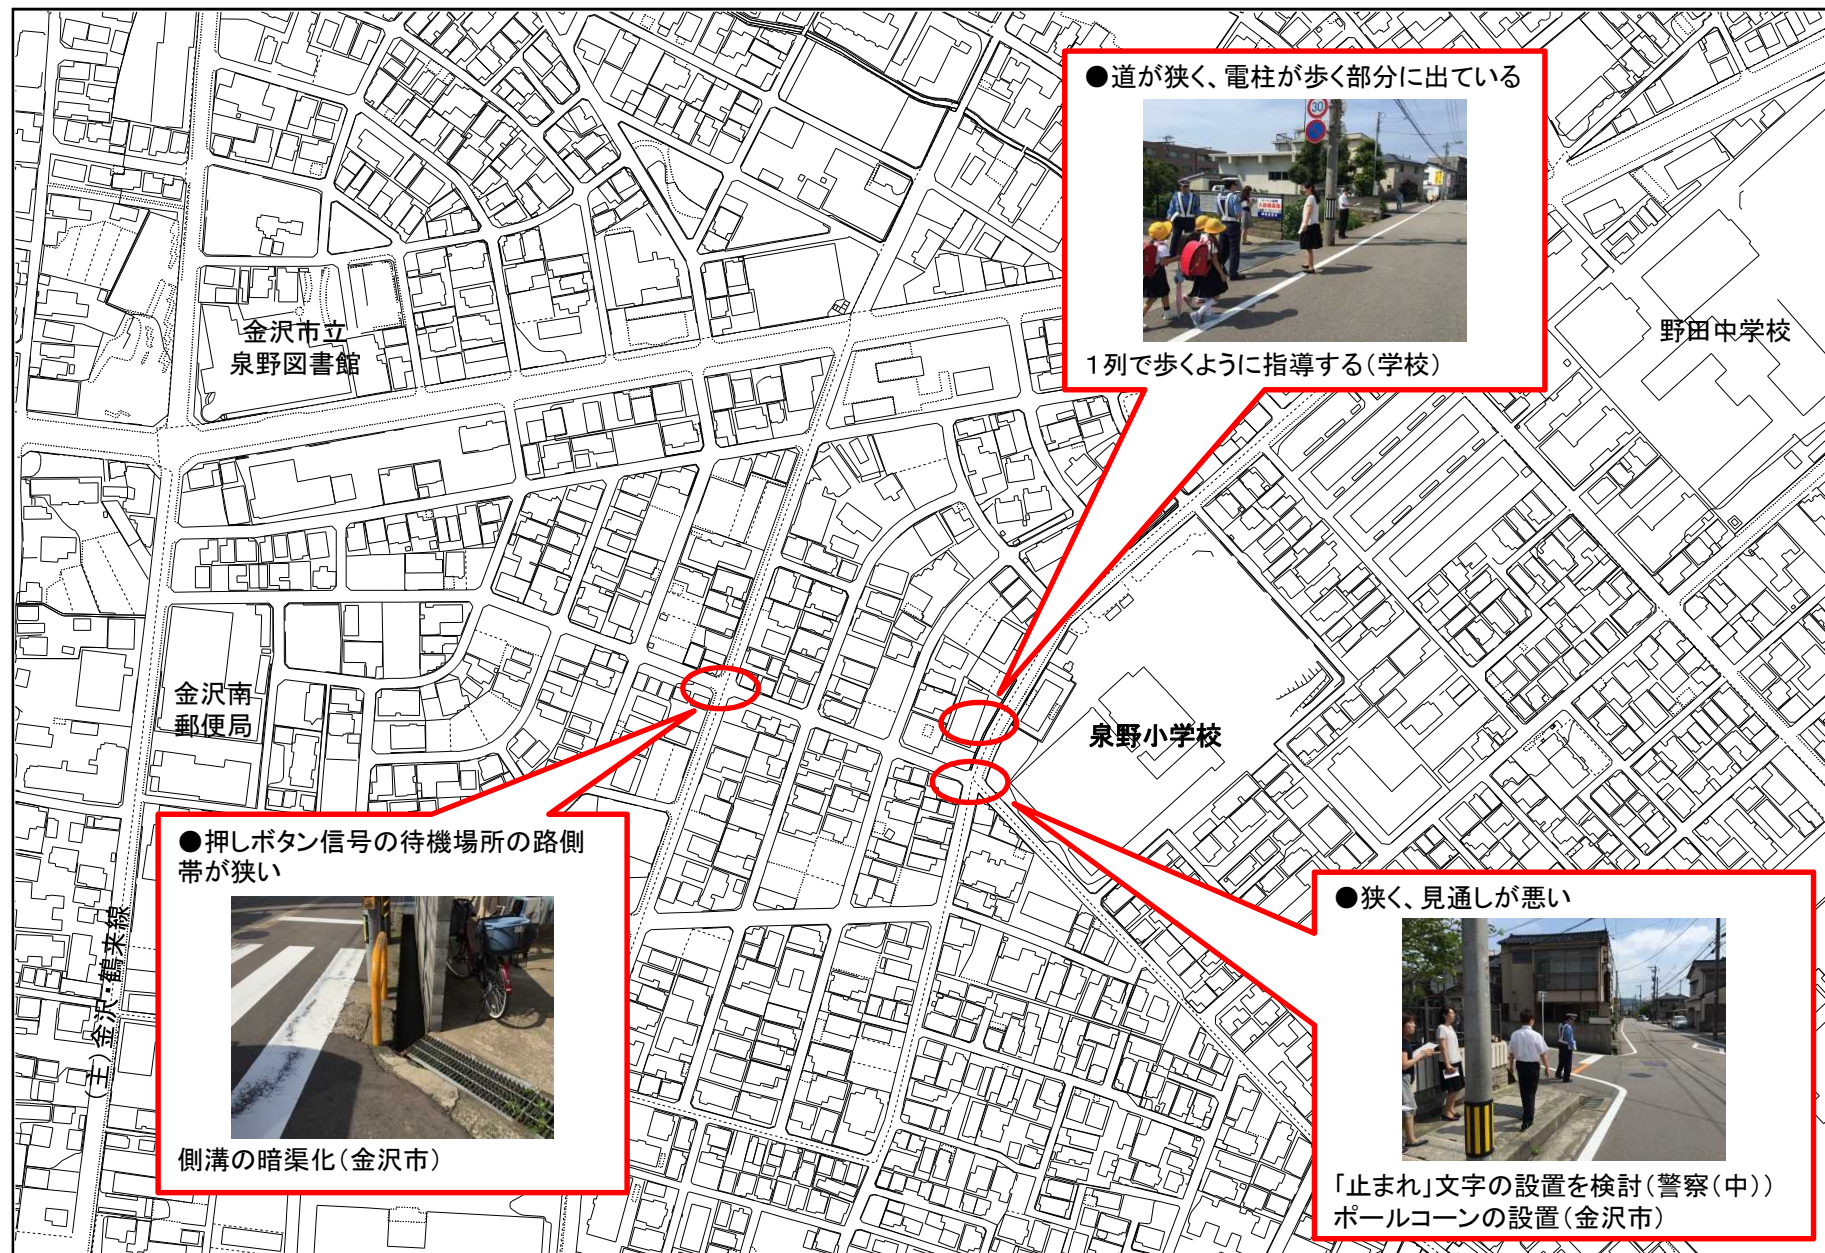 ●道が狭く、電柱が歩く部分に出ている
30
1列で歩くように指導する(学校)
金沢市立
泉野図書館
野田中学校
金沢南
郵便局
泉野小学校
●押しボタン信号の待機場所の路側
帯が狭い
側溝の暗渠化(金沢市)
(主)金沢・鶴来線
●狭く、見通しが悪い
「止まれ」文字の設置を検討(警察(中))
ポールコーンの設置(金沢市)